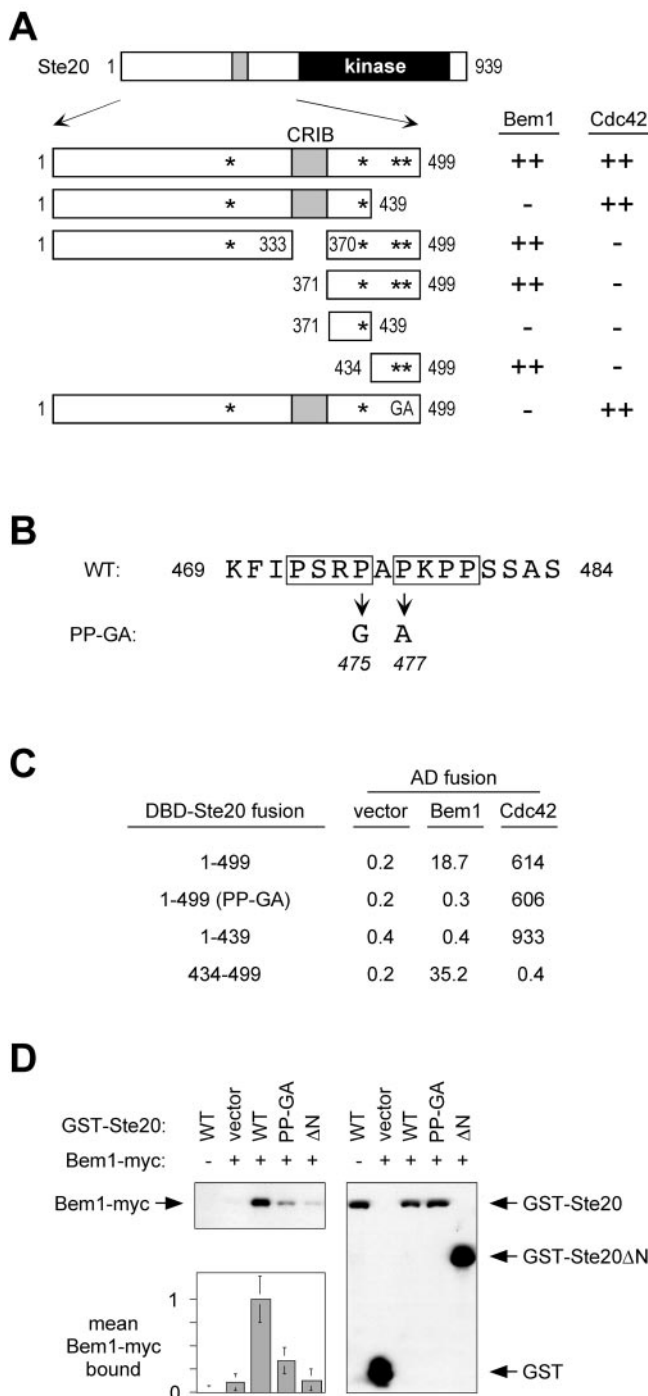 A
Ste20 1 kinase 939
CRIB Bem1 Cdc42
1 * * ** 499 ++ ++
1 * * 439 - ++
1 * 333 370 * ** 499 ++ -
371 * ** 499 ++ -
371 * 439 - -
434 ** 499 ++ -
1 * * GA 499 - ++
B
WT: 469 KFIPSRPAPKPPSSAS 484
PP-GA: G A
475 477
C
AD fusion
DBD-Ste20 fusion vector Bem1 Cdc42
1-499 0.2 18.7 614
1-499 (PP-GA) 0.2 0.3 606
1-439 0.4 0.4 933
434-499 0.2 35.2 0.4
D
GST-Ste20: WT vector WT PP-GA ΔN WT vector WT PP-GA ΔN
Bem1-myc: - + + + + - + + + +
Bem1-myc GST-Ste20
GST-Ste20ΔN
1
mean
Bem1-myc
bound
0
GST